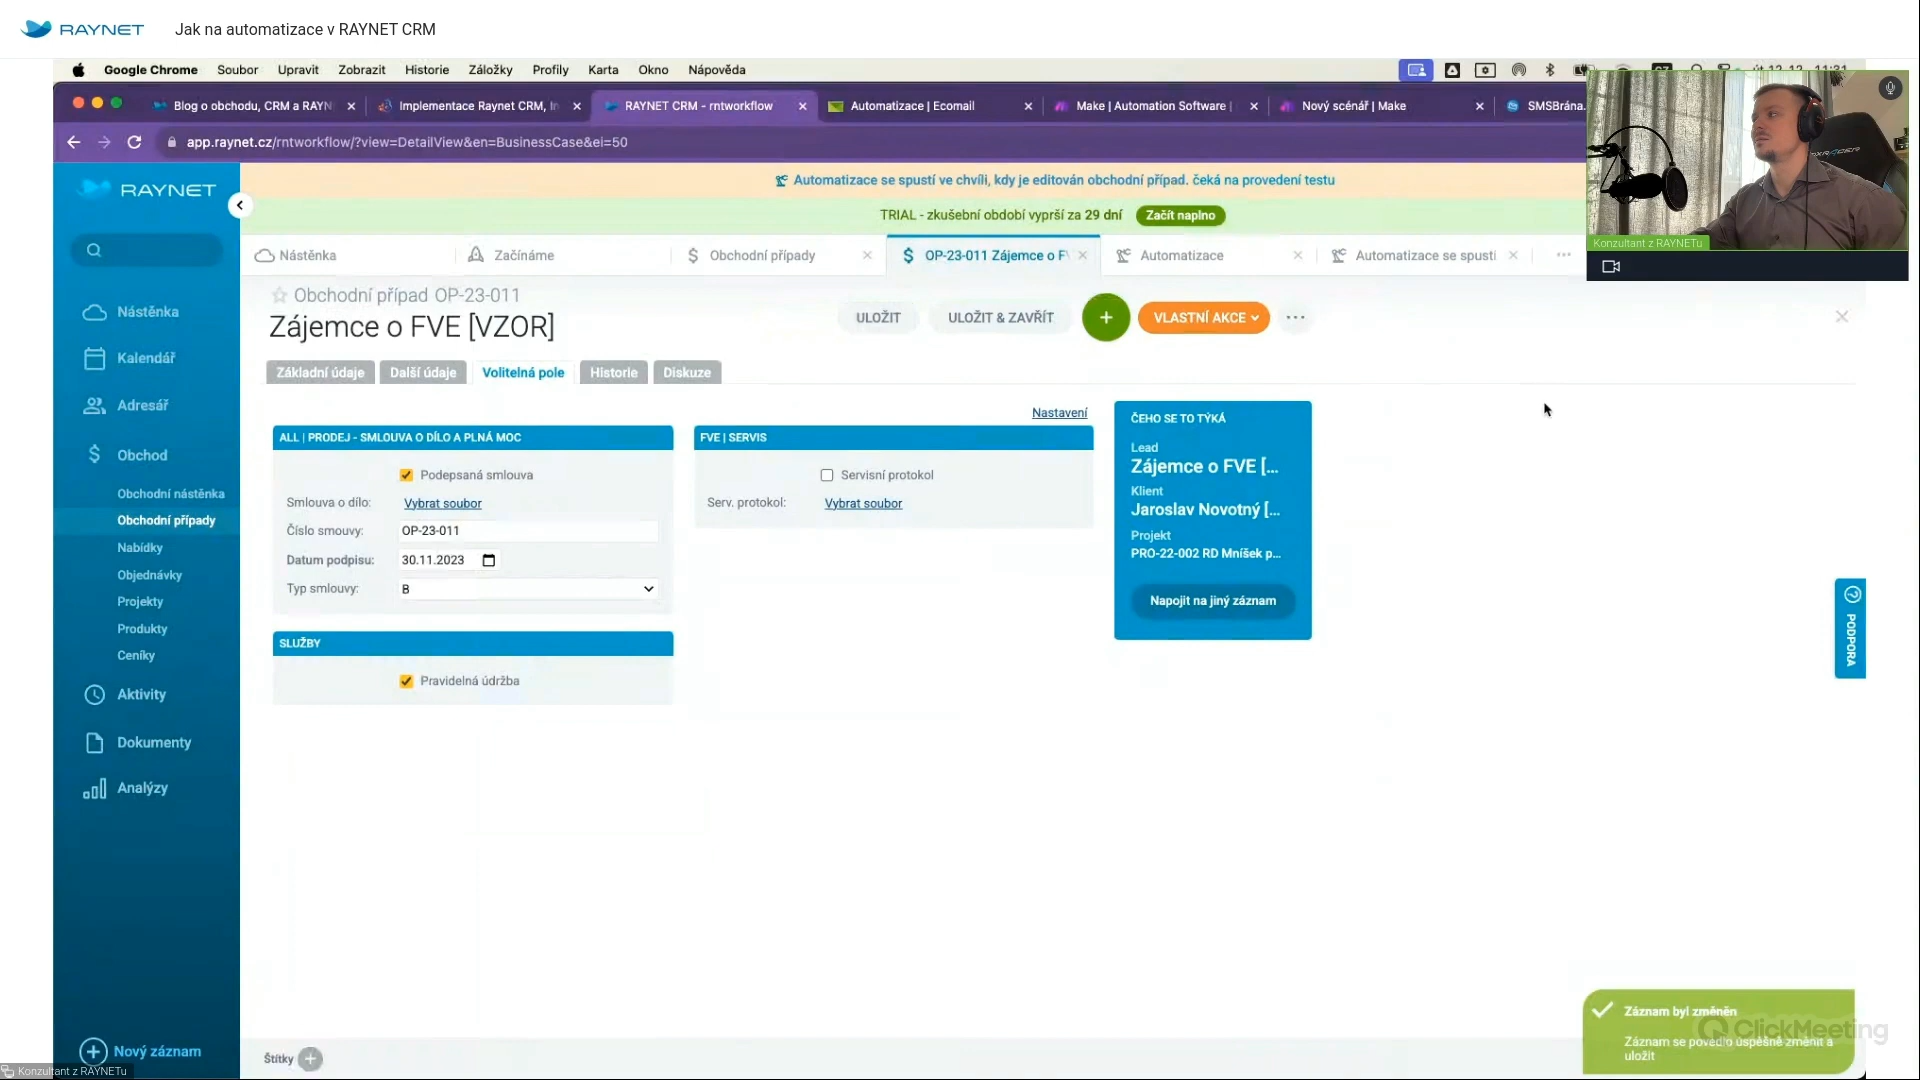 RAYNET Jak na automatizace v RAYNET CRM
Google Chrome Soubor Upravit Zobrazit Historie Záložky Profily Karta Okno Nápověda
Blog o obchodu, CRM a RAYN
Implementace Raynet CRM, In
RAYNET CRM - rntworkflow
Automatizace | Ecomail
Make | Automation Software |
Nový scénář | Make
SMSBrána.
app.raynet.cz/rntworkflow/?view=DetailView&en=BusinessCase&ei=50
Konzultant z RAYNETu
RAYNET
Automatizace se spustí ve chvíli, kdy je editován obchodní případ. čeká na provedení testu
TRIAL - zkušební období vyprší za 29 dní Začít naplno
Nástěnka
Začínáme
Obchodní případy
OP-23-011 Zájemce o FV
Automatizace
Automatizace se spustí
Obchodní případ OP-23-011
Zájemce o FVE [VZOR]
ULOŽIT
ULOŽIT & ZAVŘÍT
VLASTNÍ AKCE
Základní údaje
Další údaje
Volitelná pole
Historie
Diskuze
Nástěnka
Kalendář
Adresář
Obchod
Obchodní nástěnka
Obchodní případy
Nabídky
Objednávky
Projekty
Produkty
Ceníky
Aktivity
Dokumenty
Analýzy
Nový záznam
Konzultant z RAYNETu
Nastavení
ALL | PRODEJ - SMLOUVA O DÍLO A PLNÁ MOC
Podepsaná smlouva
Smlouva o dílo: Vybrat soubor
Číslo smouvy: OP-23-011
Datum podpisu: 30.11.2023
Typ smlouvy: B
SLUŽBY
Pravidelná údržba
FVE | SERVIS
Servisní protokol
Serv. protokol: Vybrat soubor
ČEHO SE TO TÝKÁ
Lead
Zájemce o FVE [...
Klient
Jaroslav Novotný [...
Projekt
PRO-22-002 RD Mníšek p...
Napojit na jiný záznam
PODPORA
Štítky
Záznam byl změněn
Záznam se povedlo úspěšně změnit a
uložit
ClickMeeting